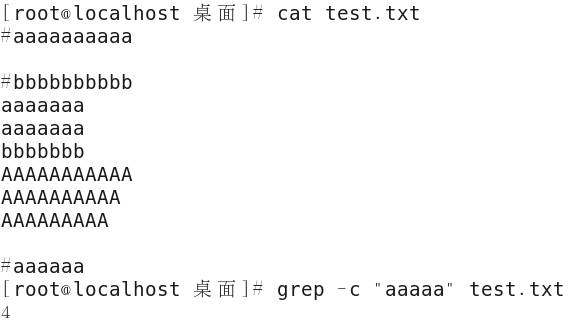 [root@localhost 桌面]# cat test.txt
#aaaaaaaaaa
#bbbbbbbbbb
aaaaaaa
aaaaaaa
bbbbbbb
AAAAAAAAAAA
AAAAAAAAAA
AAAAAAAAA
#aaaaaa
[root@localhost 桌面]# grep -c "aaaaa" test.txt
4